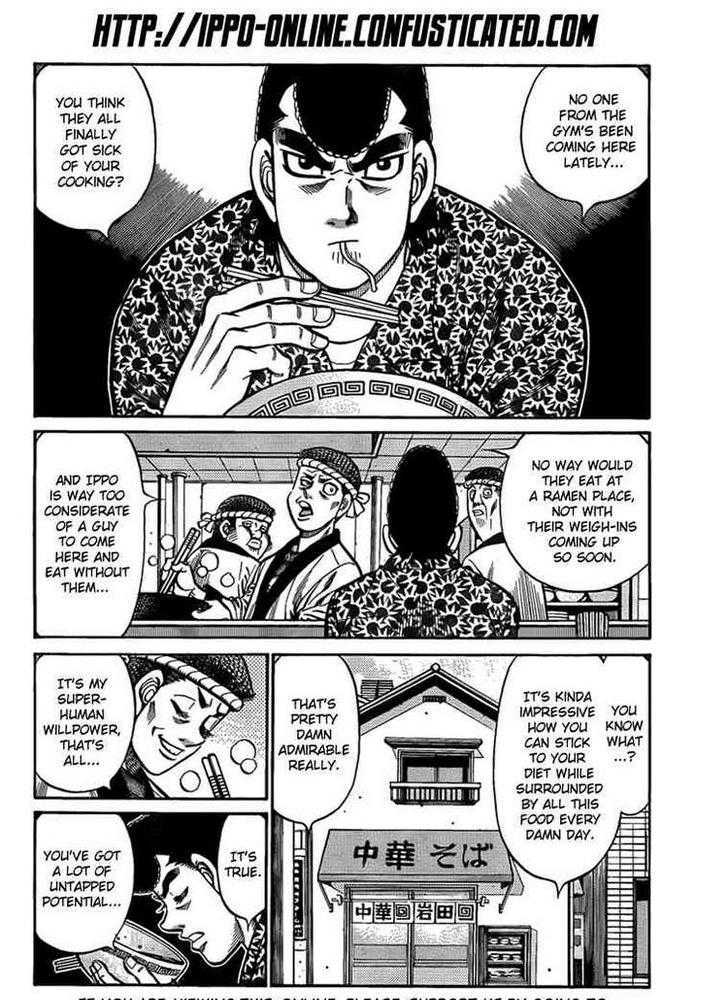 HTTP://IPPO-ONLINE.CONFUSTICATED.COM
NO ONE
FROM THE
GYM'S BEEN
COMING HERE
LATELY...
YOU THINK
THEY ALL
FINALLY
GOT SICK
OF YOUR
COOKING?
NO WAY WOULD
THEY EAT AT
A RAMEN PLACE,
NOT WITH
THEIR WEIGH-INS
COMING UP
SO SOON.
AND IPPO
IS WAY TOO
CONSIDERATE
OF A GUY
TO COME
HERE AND
EAT WITHOUT
THEM...
YOU
KNOW
WHAT
...?
IT'S KINDA
IMPRESSIVE
HOW YOU
CAN STICK
TO YOUR
DIET WHILE
SURROUNDED
BY ALL THIS
FOOD EVERY
DAMN DAY.
THAT'S
PRETTY
DAMN
ADMIRABLE
REALLY.
中華そば
中華回岩田回
IT'S MY
SUPER-
HUMAN
WILLPOWER,
THAT'S
ALL...
IT'S
TRUE.
YOU'VE GOT
A LOT OF
UNTAPPED
POTENTIAL...